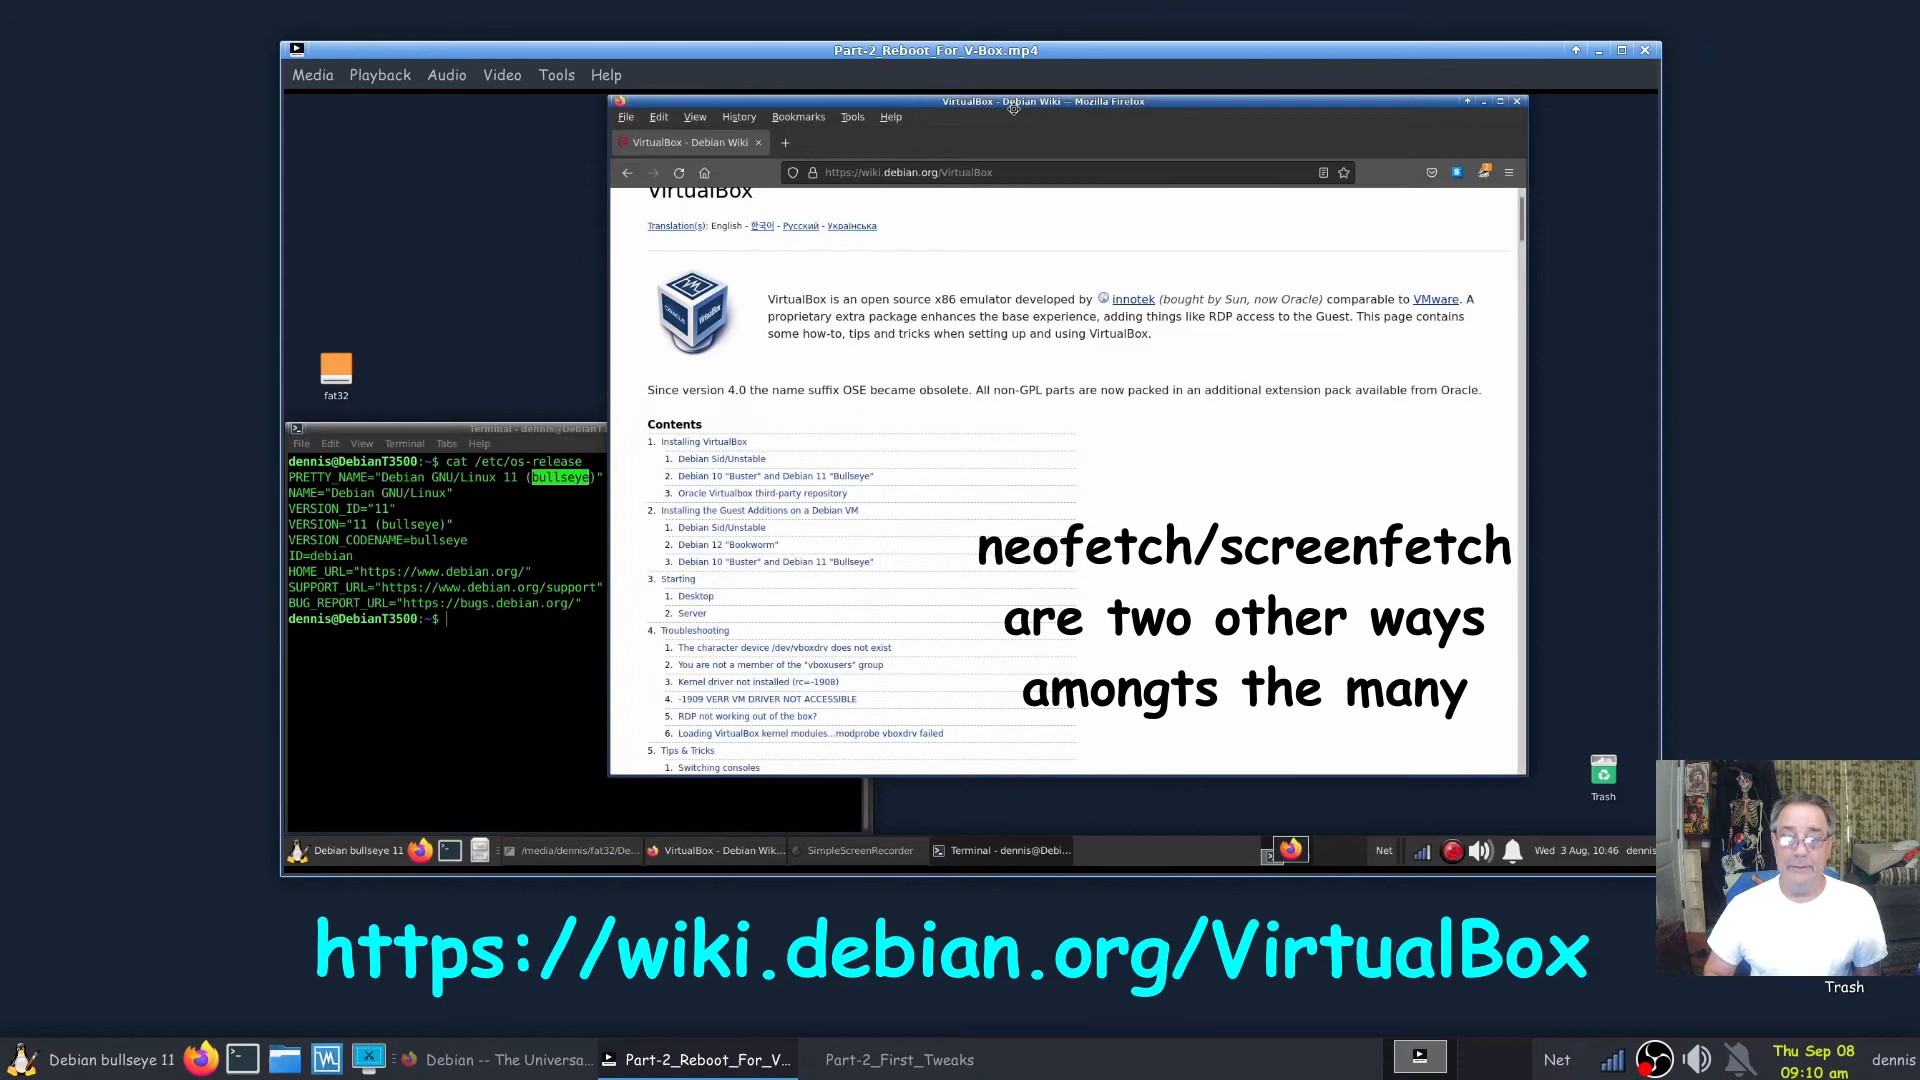 Part-2_Reboot_For_V-Box.mp4
Media Playback Audio Video Tools Help
VirtualBox - Debian Wiki — Mozilla Firefox
File Edit View History Bookmarks Tools Help
VirtualBox - Debian Wiki
https://wiki.debian.org/VirtualBox
VirtualBox
Translation(s): English - 한국어 - Русский - Українська
VirtualBox is an open source x86 emulator developed by innotek (bought by Sun, now Oracle) comparable to VMware. A
proprietary extra package enhances the base experience, adding things like RDP access to the Guest. This page contains
some how-to, tips and tricks when setting up and using VirtualBox.
ORACLE
VirtualBox
Since version 4.0 the name suffix OSE became obsolete. All non-GPL parts are now packed in an additional extension pack available from Oracle.
Contents
1. Installing VirtualBox
1. Debian Sid/Unstable
2. Debian 10 "Buster" and Debian 11 "Bullseye"
3. Oracle Virtualbox third-party repository
2. Installing the Guest Additions on a Debian VM
1. Debian Sid/Unstable
2. Debian 12 "Bookworm"
3. Debian 10 "Buster" and Debian 11 "Bullseye"
3. Starting
1. Desktop
2. Server
4. Troubleshooting
1. The character device /dev/vboxdrv does not exist
2. You are not a member of the "vboxusers" group
3. Kernel driver not installed (rc=-1908)
4. -1909 VERR VM DRIVER NOT ACCESSIBLE
5. RDP not working out of the box?
6. Loading VirtualBox kernel modules...modprobe vboxdrv failed
5. Tips & Tricks
1. Switching consoles
neofetch/screenfetch
are two other ways
amongts the many
fat32
Terminal - dennis@DebianT
File Edit View Terminal Tabs Help
dennis@DebianT3500:~$ cat /etc/os-release
PRETTY_NAME="Debian GNU/Linux 11 (bullseye)"
NAME="Debian GNU/Linux"
VERSION_ID="11"
VERSION="11 (bullseye)"
VERSION_CODENAME=bullseye
ID=debian
HOME_URL="https://www.debian.org/"
SUPPORT_URL="https://www.debian.org/support"
BUG_REPORT_URL="https://bugs.debian.org/"
dennis@DebianT3500:~$
Trash
Debian bullseye 11 /media/dennis/fat32/De... VirtualBox - Debian Wik... SimpleScreenRecorder Terminal - dennis@Debi... Net Wed 3 Aug, 10:46 dennis
https://wiki.debian.org/VirtualBox
Trash
Debian bullseye 11 Debian -- The Universa... Part-2_Reboot_For_V... Part-2_First_Tweaks Net Thu Sep 08 dennis
09:10 am